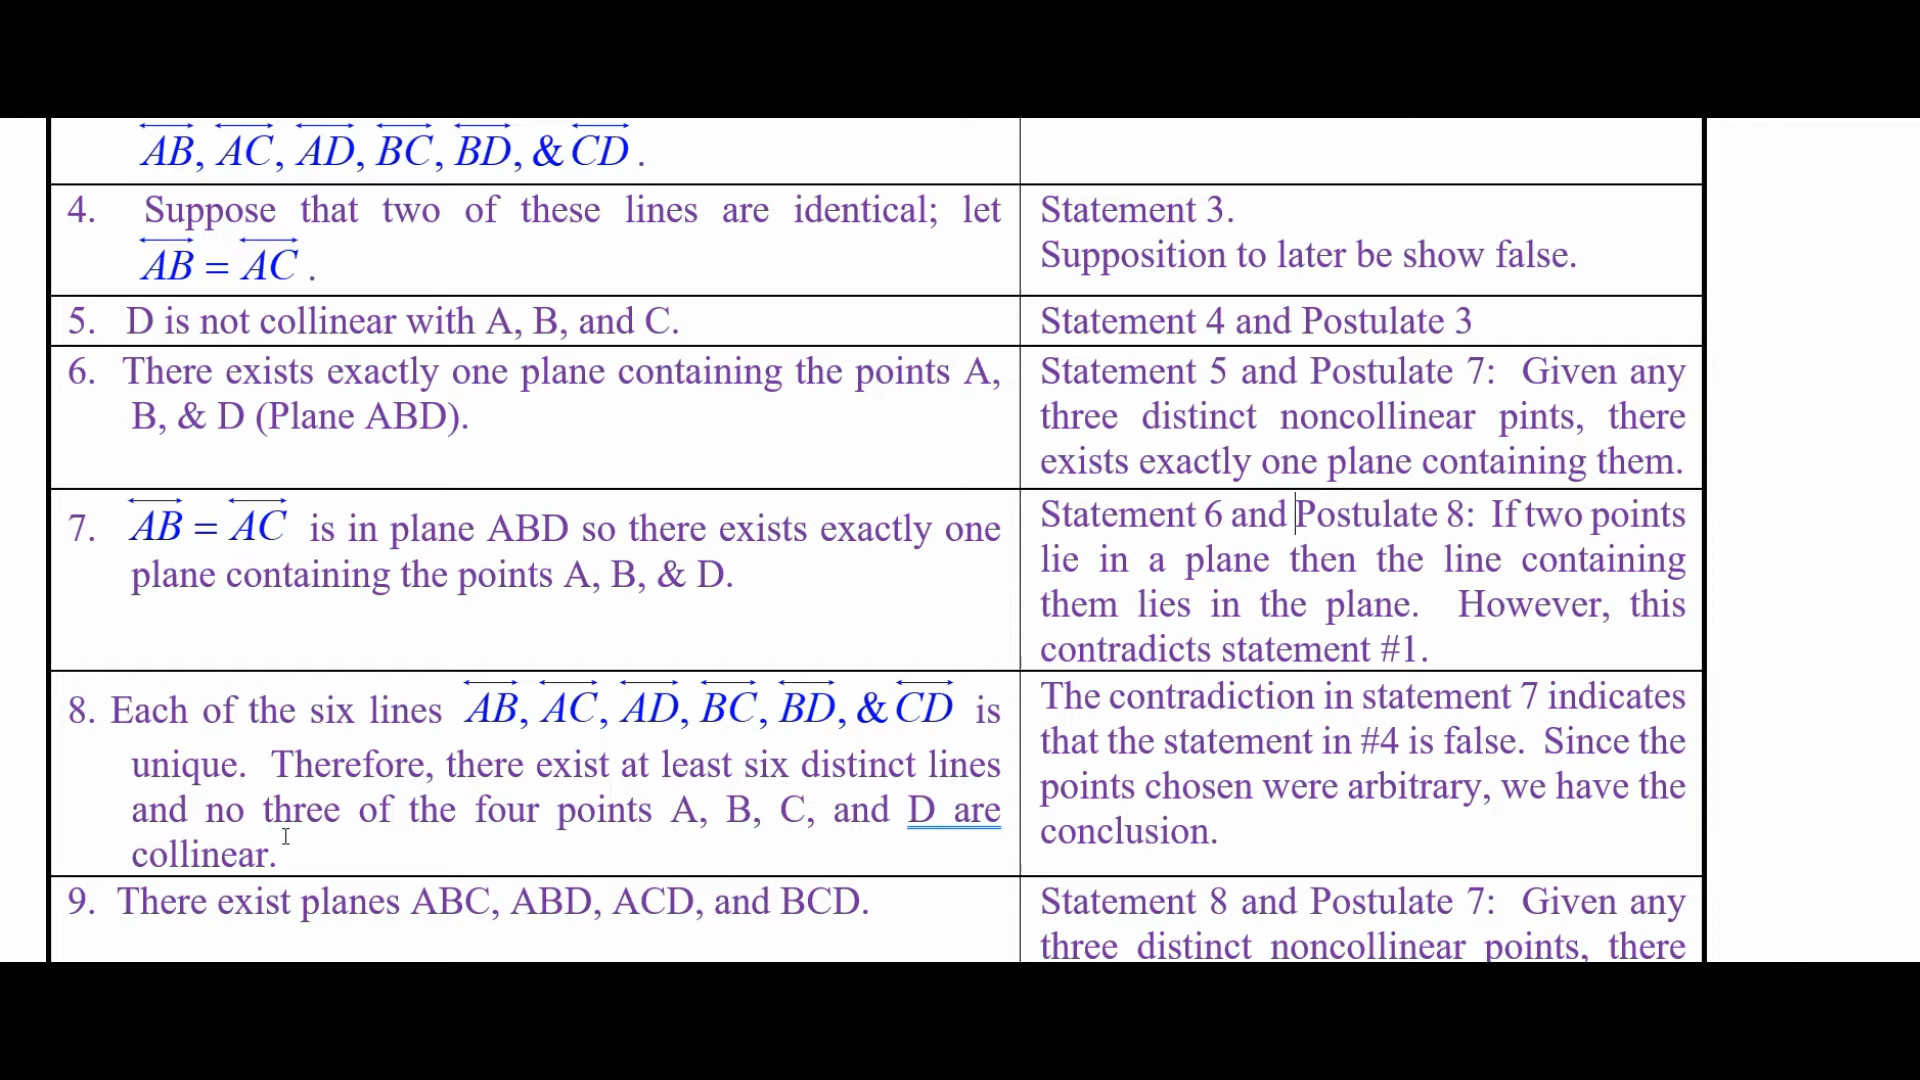 AB, AC, AD, BC, BD, & CD.
4. Suppose that two of these lines are identical; let
AB = AC.
Statement 3.
Supposition to later be show false.
5. D is not collinear with A, B, and C.
Statement 4 and Postulate 3
6. There exists exactly one plane containing the points A,
B, & D (Plane ABD).
Statement 5 and Postulate 7: Given any
three distinct noncollinear pints, there
exists exactly one plane containing them.
7. AB = AC is in plane ABD so there exists exactly one
plane containing the points A, B, & D.
Statement 6 and Postulate 8: If two points
lie in a plane then the line containing
them lies in the plane. However, this
contradicts statement #1.
8. Each of the six lines AB, AC, AD, BC, BD, & CD is
unique. Therefore, there exist at least six distinct lines
and no three of the four points A, B, C, and D are
collinear.
The contradiction in statement 7 indicates
that the statement in #4 is false. Since the
points chosen were arbitrary, we have the
conclusion.
9. There exist planes ABC, ABD, ACD, and BCD.
Statement 8 and Postulate 7: Given any
three distinct noncollinear points, there